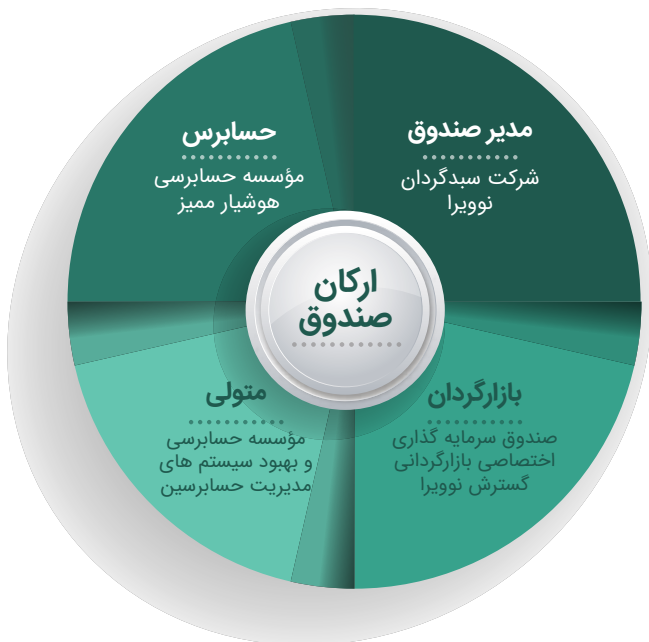 ارکان
صندوق
مدیر صندوق
شرکت سبدگردان
نوویرا
حسابرس
مؤسسه حسابرسی
هوشیار ممیز
بازارگردان
صندوق سرمایه گذاری
اختصاصی بازارگردانی
گسترش نوویرا
متولی
مؤسسه حسابرسی
و بهبود سیستم های
مدیریت حسابرسین